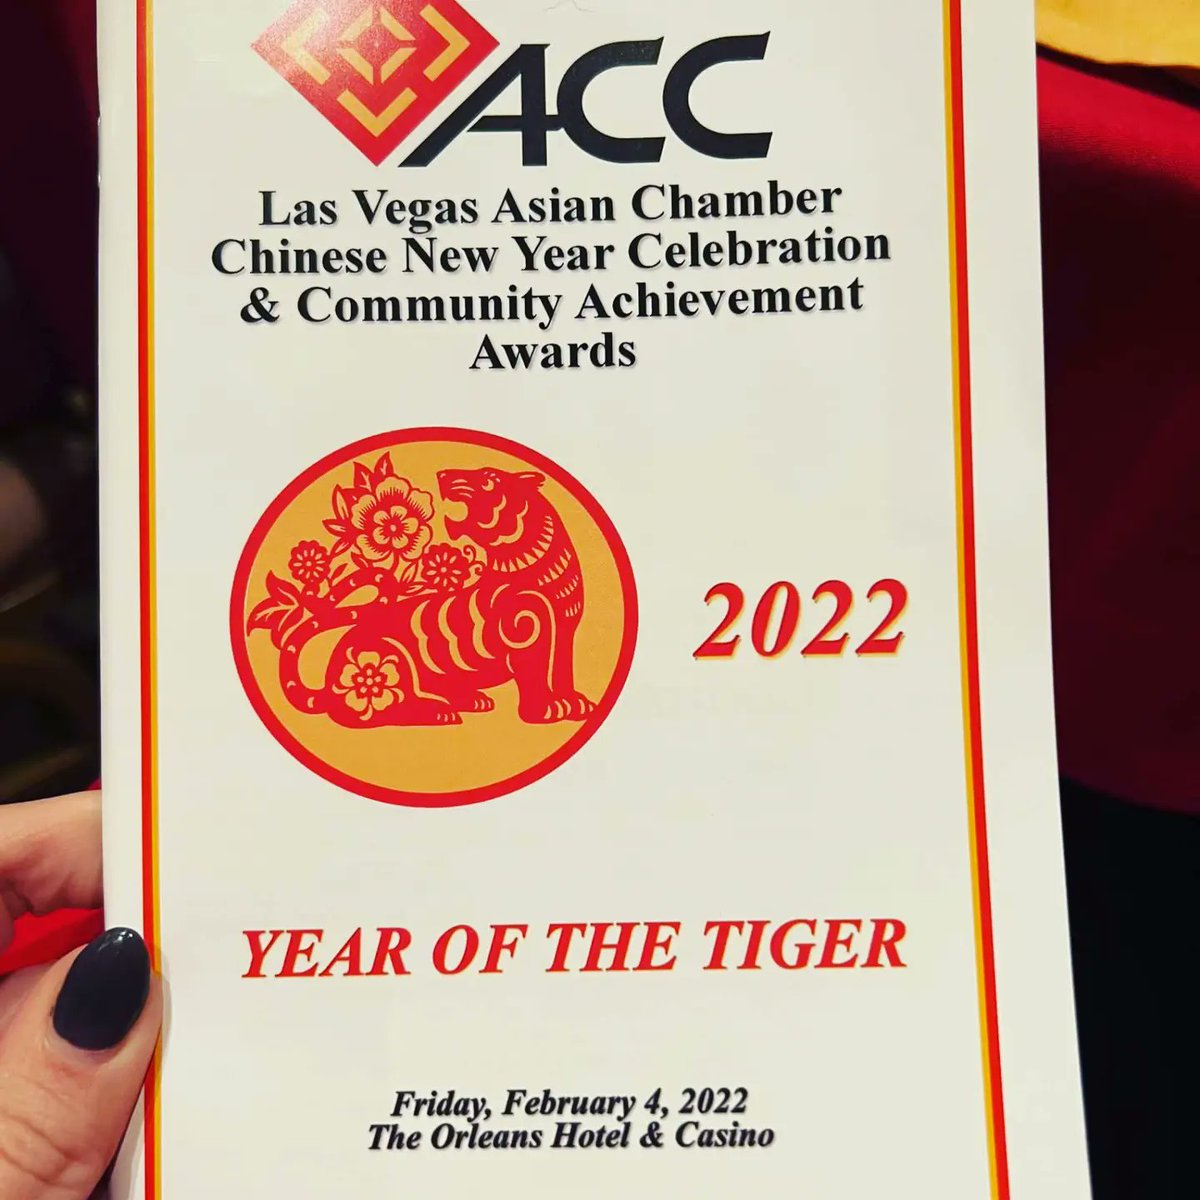 ACC
Las Vegas Asian Chamber
Chinese New Year Celebration
& Community Achievement
Awards
2022
YEAR OF THE TIGER
Friday, February 4, 2022
The Orleans Hotel & Casino